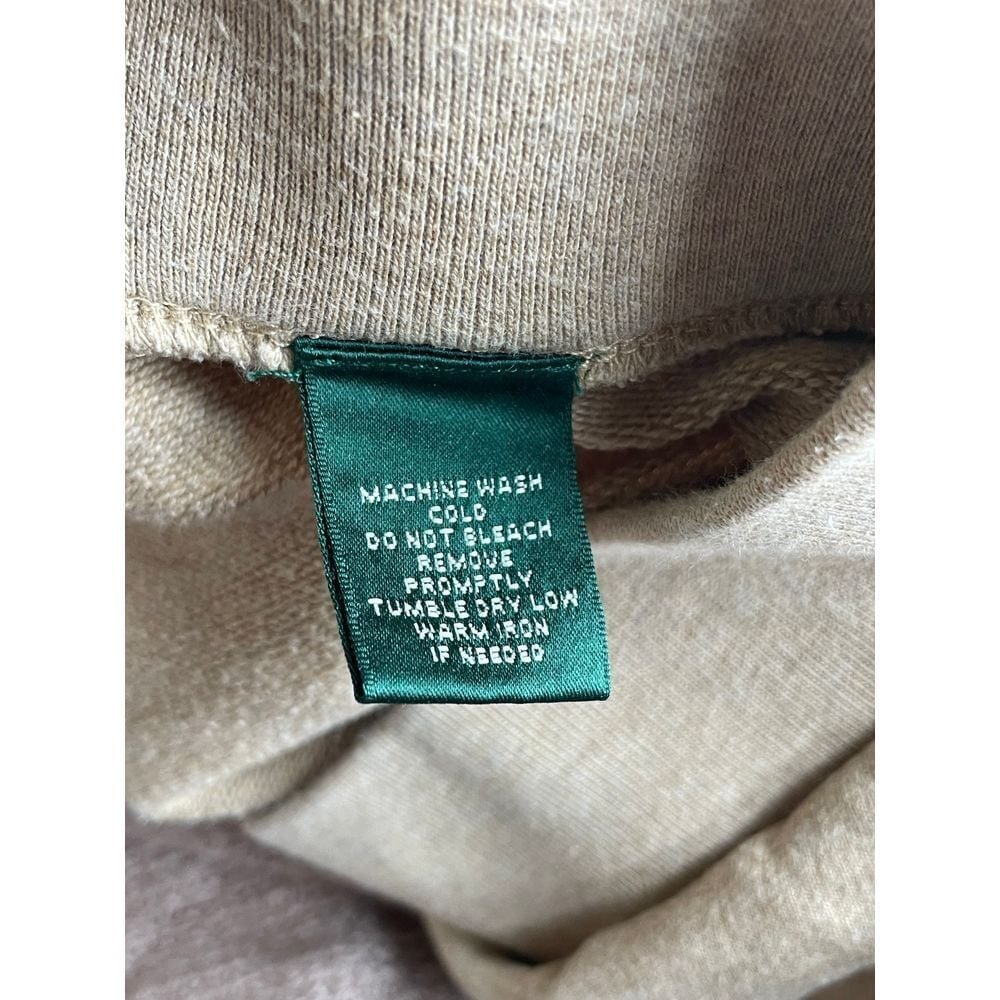 MACHINE WASH
COLD
DO NOT BLEACH
REMOVE
PROMPTLY
TUMBLE DRY LOW
WARM IRON
IF NEEDED